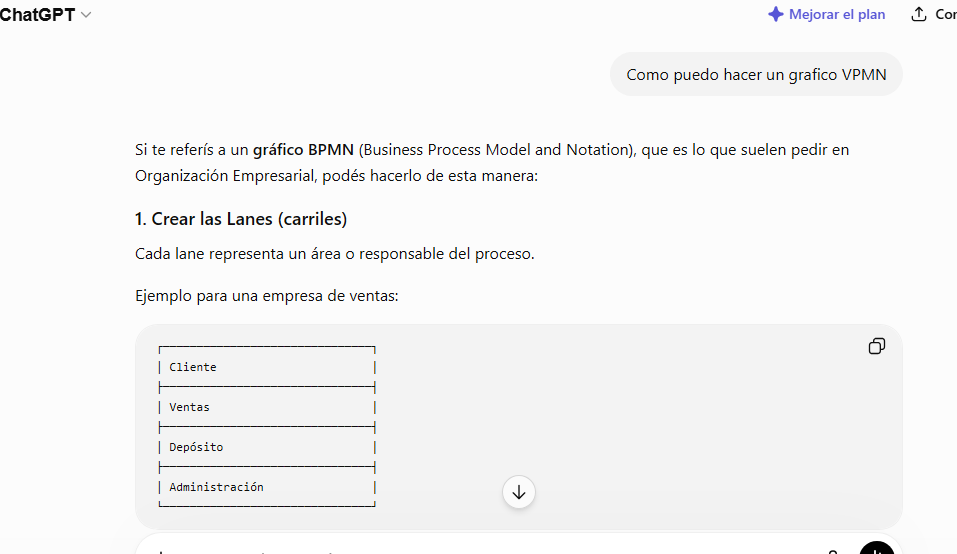 ChatGPT
Mejorar el plan
Como puedo hacer un grafico VPMN
Si te referís a un gráfico BPMN (Business Process Model and Notation), que es lo que suelen pedir en
Organización Empresarial, podés hacerlo de esta manera:
1. Crear las Lanes (carriles)
Cada lane representa un área o responsable del proceso.
Ejemplo para una empresa de ventas:
Cliente
Ventas
Depósito
Administración